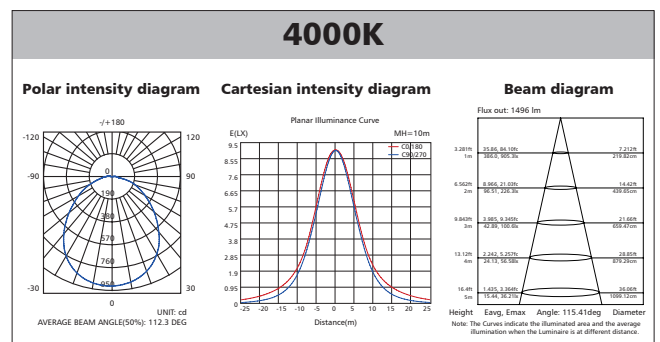 4000K
Polar intensity diagram
Cartesian intensity diagram
Beam diagram
-/+180
-120
120
-90
90
0
190
380
570
760
950
-30
30
0
UNIT: cd
AVERAGE BEAM ANGLE(50%): 112.3 DEG
Planar Illuminance Curve
E(LX)
MH=10m
9.5
8.55
7.6
6.65
5.7
4.75
3.8
2.85
1.9
0.95
0
C0/180
C90/270
-25 -20 -15 -10 -5 0 5 10 15 20 25
Distance(m)
Flux out: 1496 lm
3.281ft 35.86, 84.10fc 7.212ft
1m 386.0, 905.3lx 219.82cm
6.562ft 8.966, 21.03fc 14.42ft
2m 96.51, 226.3lx 439.65cm
9.843ft 3.985, 9.345fc 21.66ft
3m 42.89, 100.6lx 659.47cm
13.12ft 2.242, 5.257fc 28.85ft
4m 24.13, 56.58lx 879.29cm
16.4ft 1.435, 3.364fc 36.06ft
5m 15.44, 36.21lx 1099.12cm
Height Eavg, Emax Angle: 115.41deg Diameter
Note: The Curves indicate the illuminated area and the average
illumination when the Luminaire is at different distance.